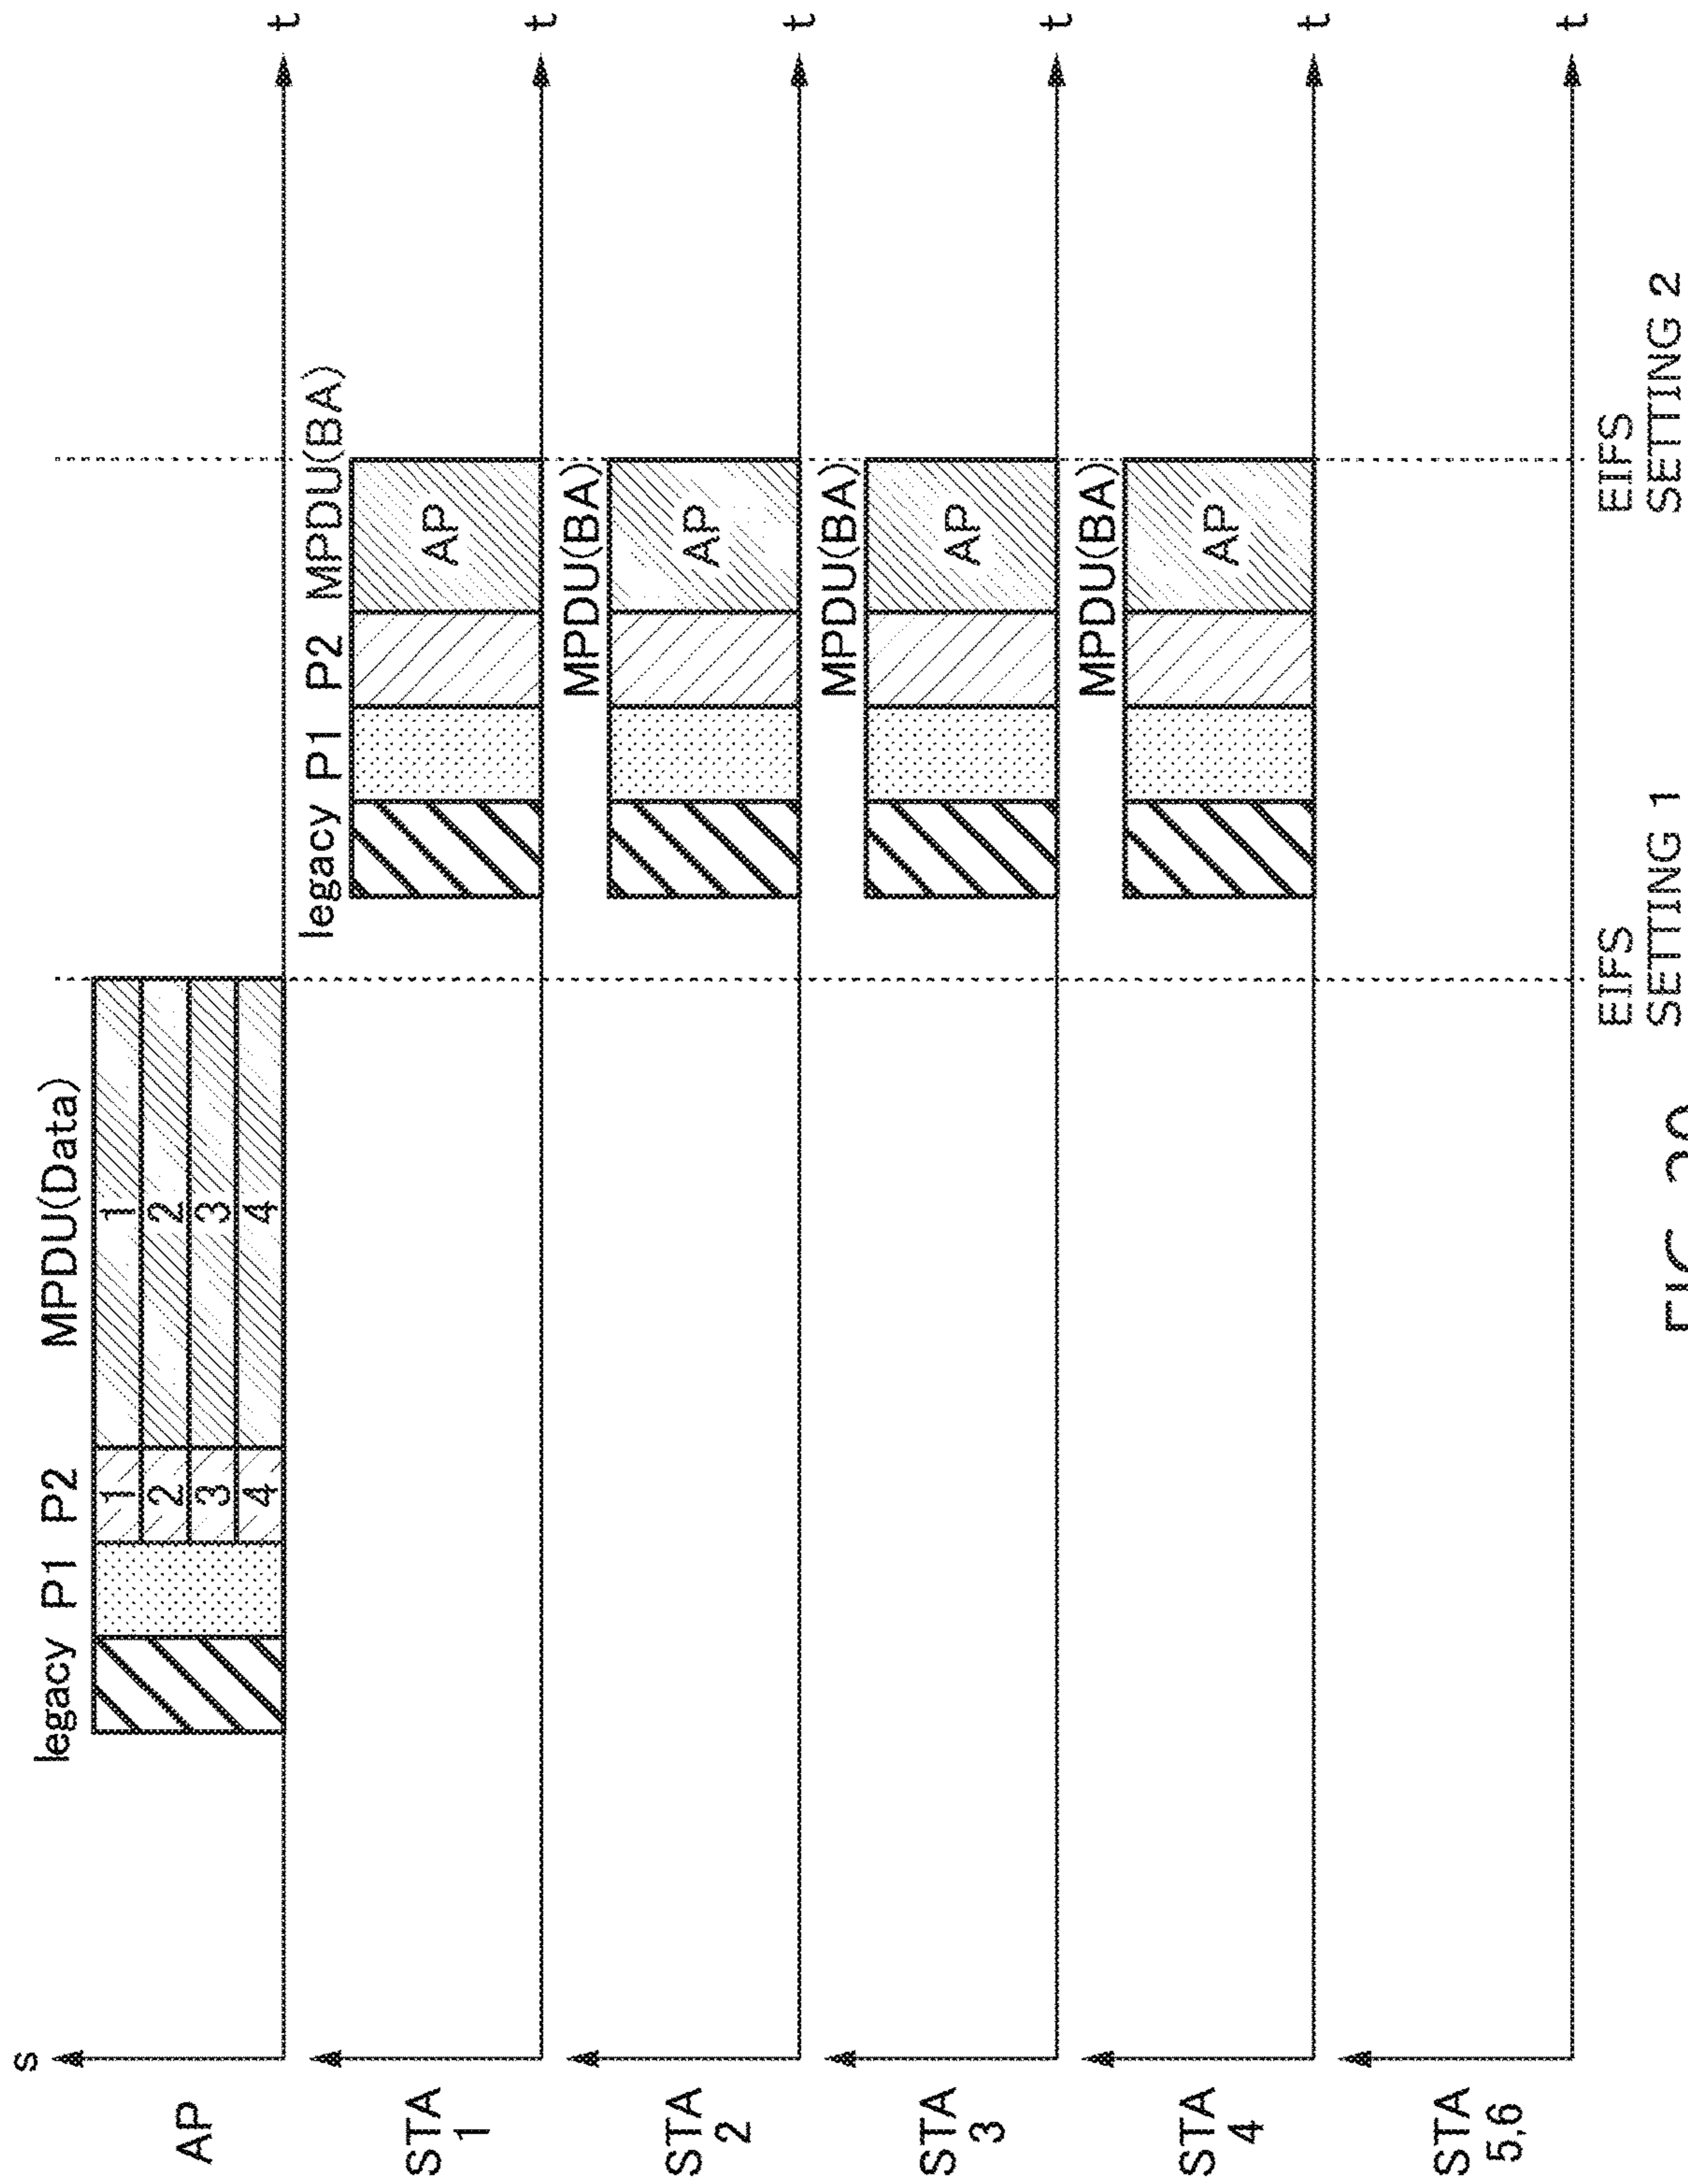 s
legacy P1 P2 MPDU(Data)
AP
1
1
2
2
3
3
4
4
t
legacy P1 P2 MPDU(BA)
STA
1
AP
t
MPDU(BA)
STA
2
AP
t
MPDU(BA)
STA
3
AP
t
MPDU(BA)
STA
4
AP
t
STA
5,6
t
EIFS
SETTING 1
EIFS
SETTING 2